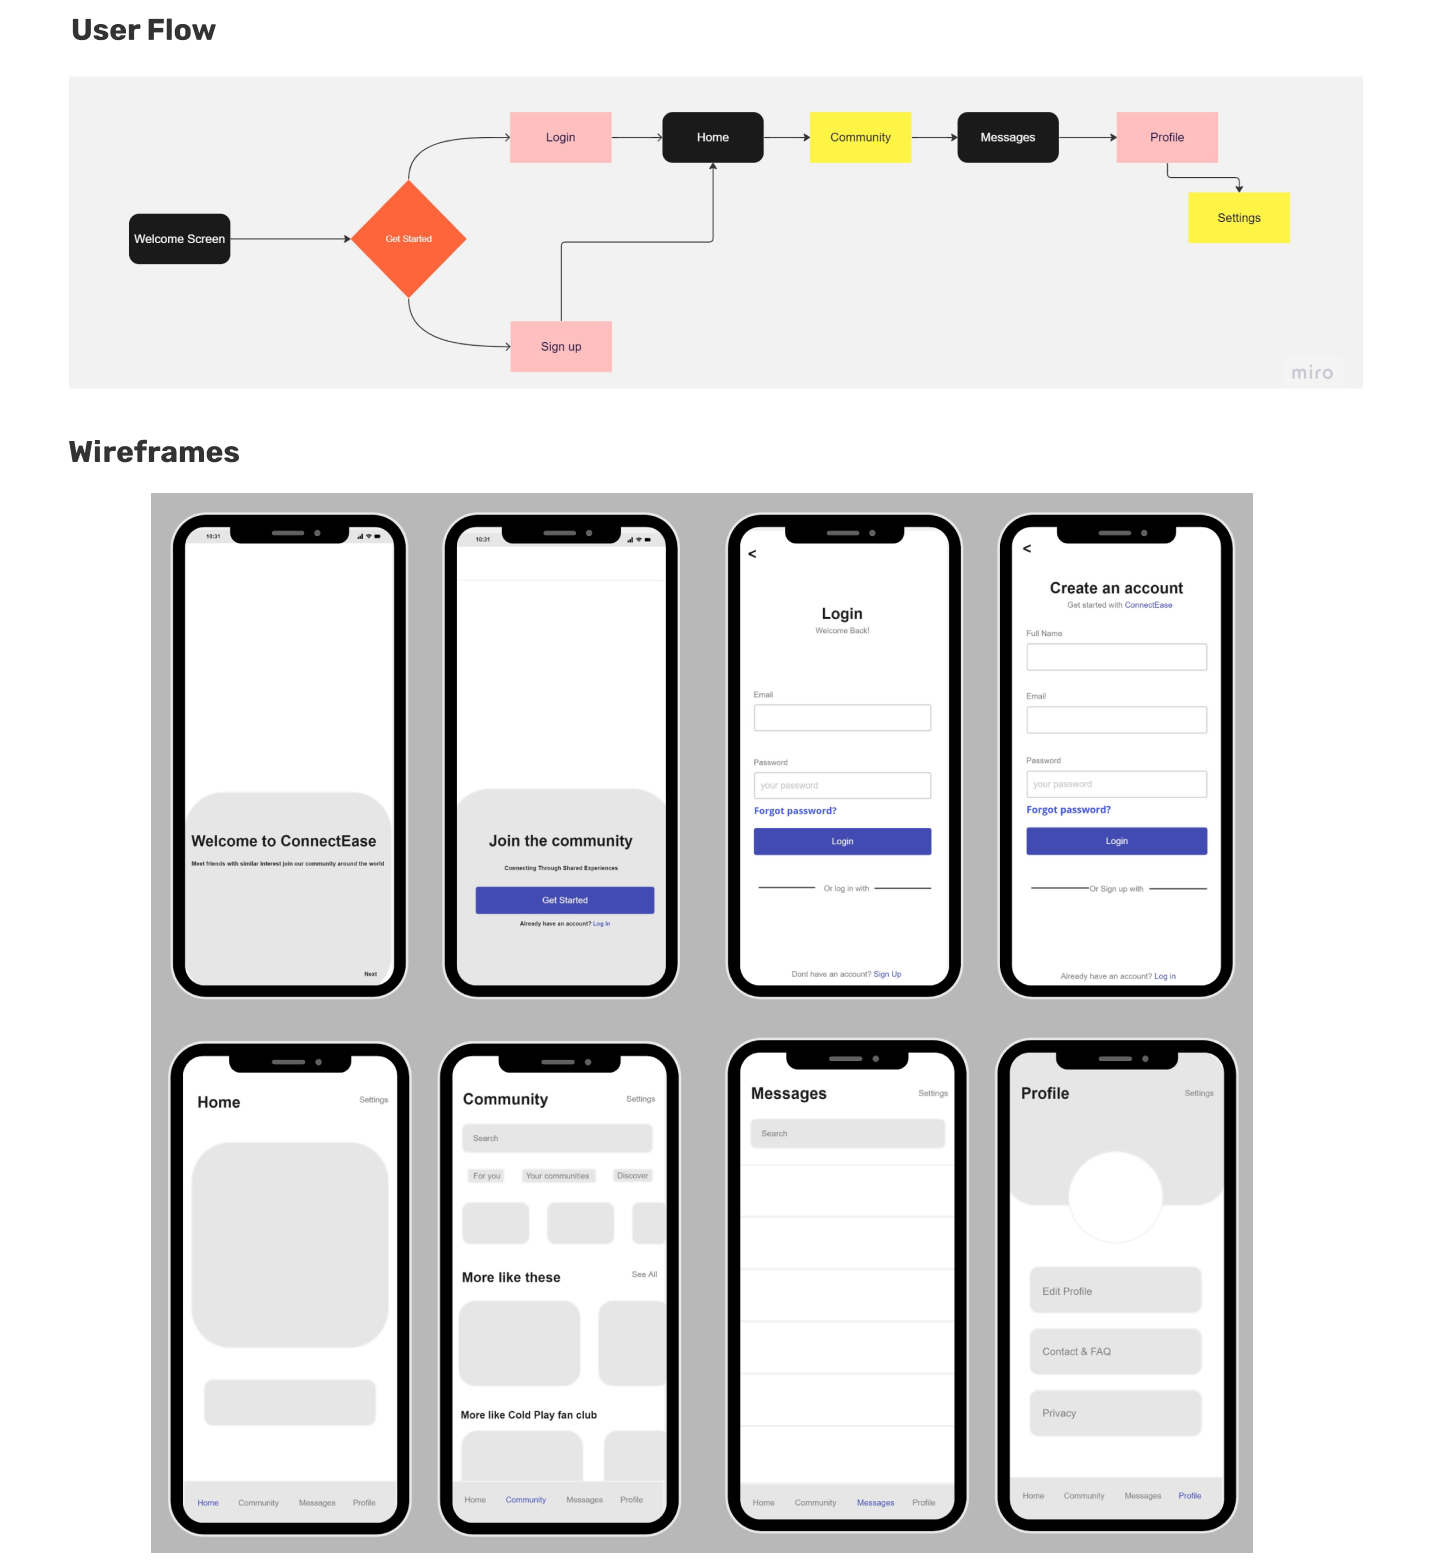 User Flow
Login
Home
Community
Messages
Profile
Welcome Screen
Get Started
Settings
Sign up
miro
Wireframes
10:31
Welcome to ConnectEase
Meet friends with similar interest join our community around the world
Next
10:31
Join the community
Connecting Through Shared Experiences
Get Started
Already have an account? Log In
<
Login
Welcome Back!
Email
Password
your password
Forgot password?
Login
Or log in with
Dont have an account? Sign Up
<
Create an account
Get started with ConnectEase
Full Name
Email
Password
your password
Forgot password?
Login
Or Sign up with
Already have an account? Log in
Home
Settings
Home Community Messages Profile
Community
Settings
Search
For you Your communities Discover
More like these
See All
More like Cold Play fan club
Home Community Messages Profile
Messages
Settings
Search
Home Community Messages Profile
Profile
Settings
Edit Profile
Contact & FAQ
Privacy
Home Community Messages Profile